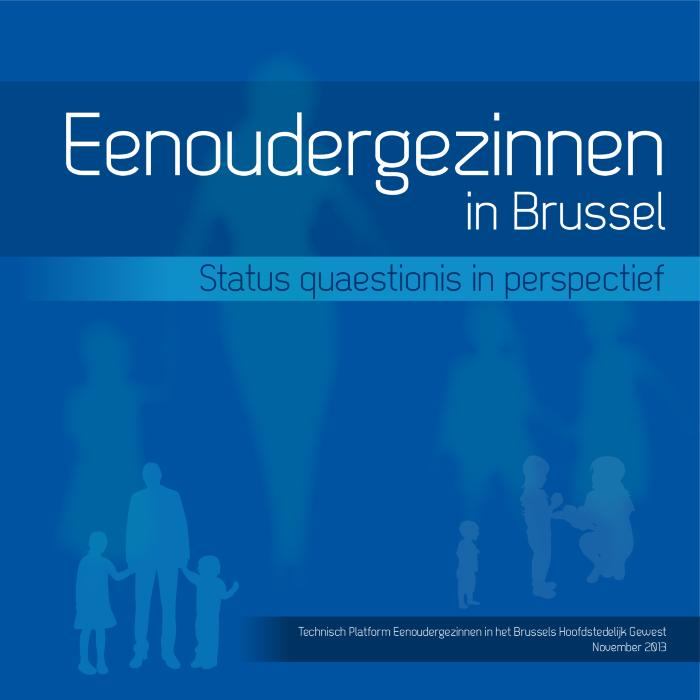 Eenoudergezinnen
in Brussel
Status quaestionis in perspectief
Technisch Platform Eenoudergezinnen in het Brussels Hoofdstedelijk Gewest
November 2013